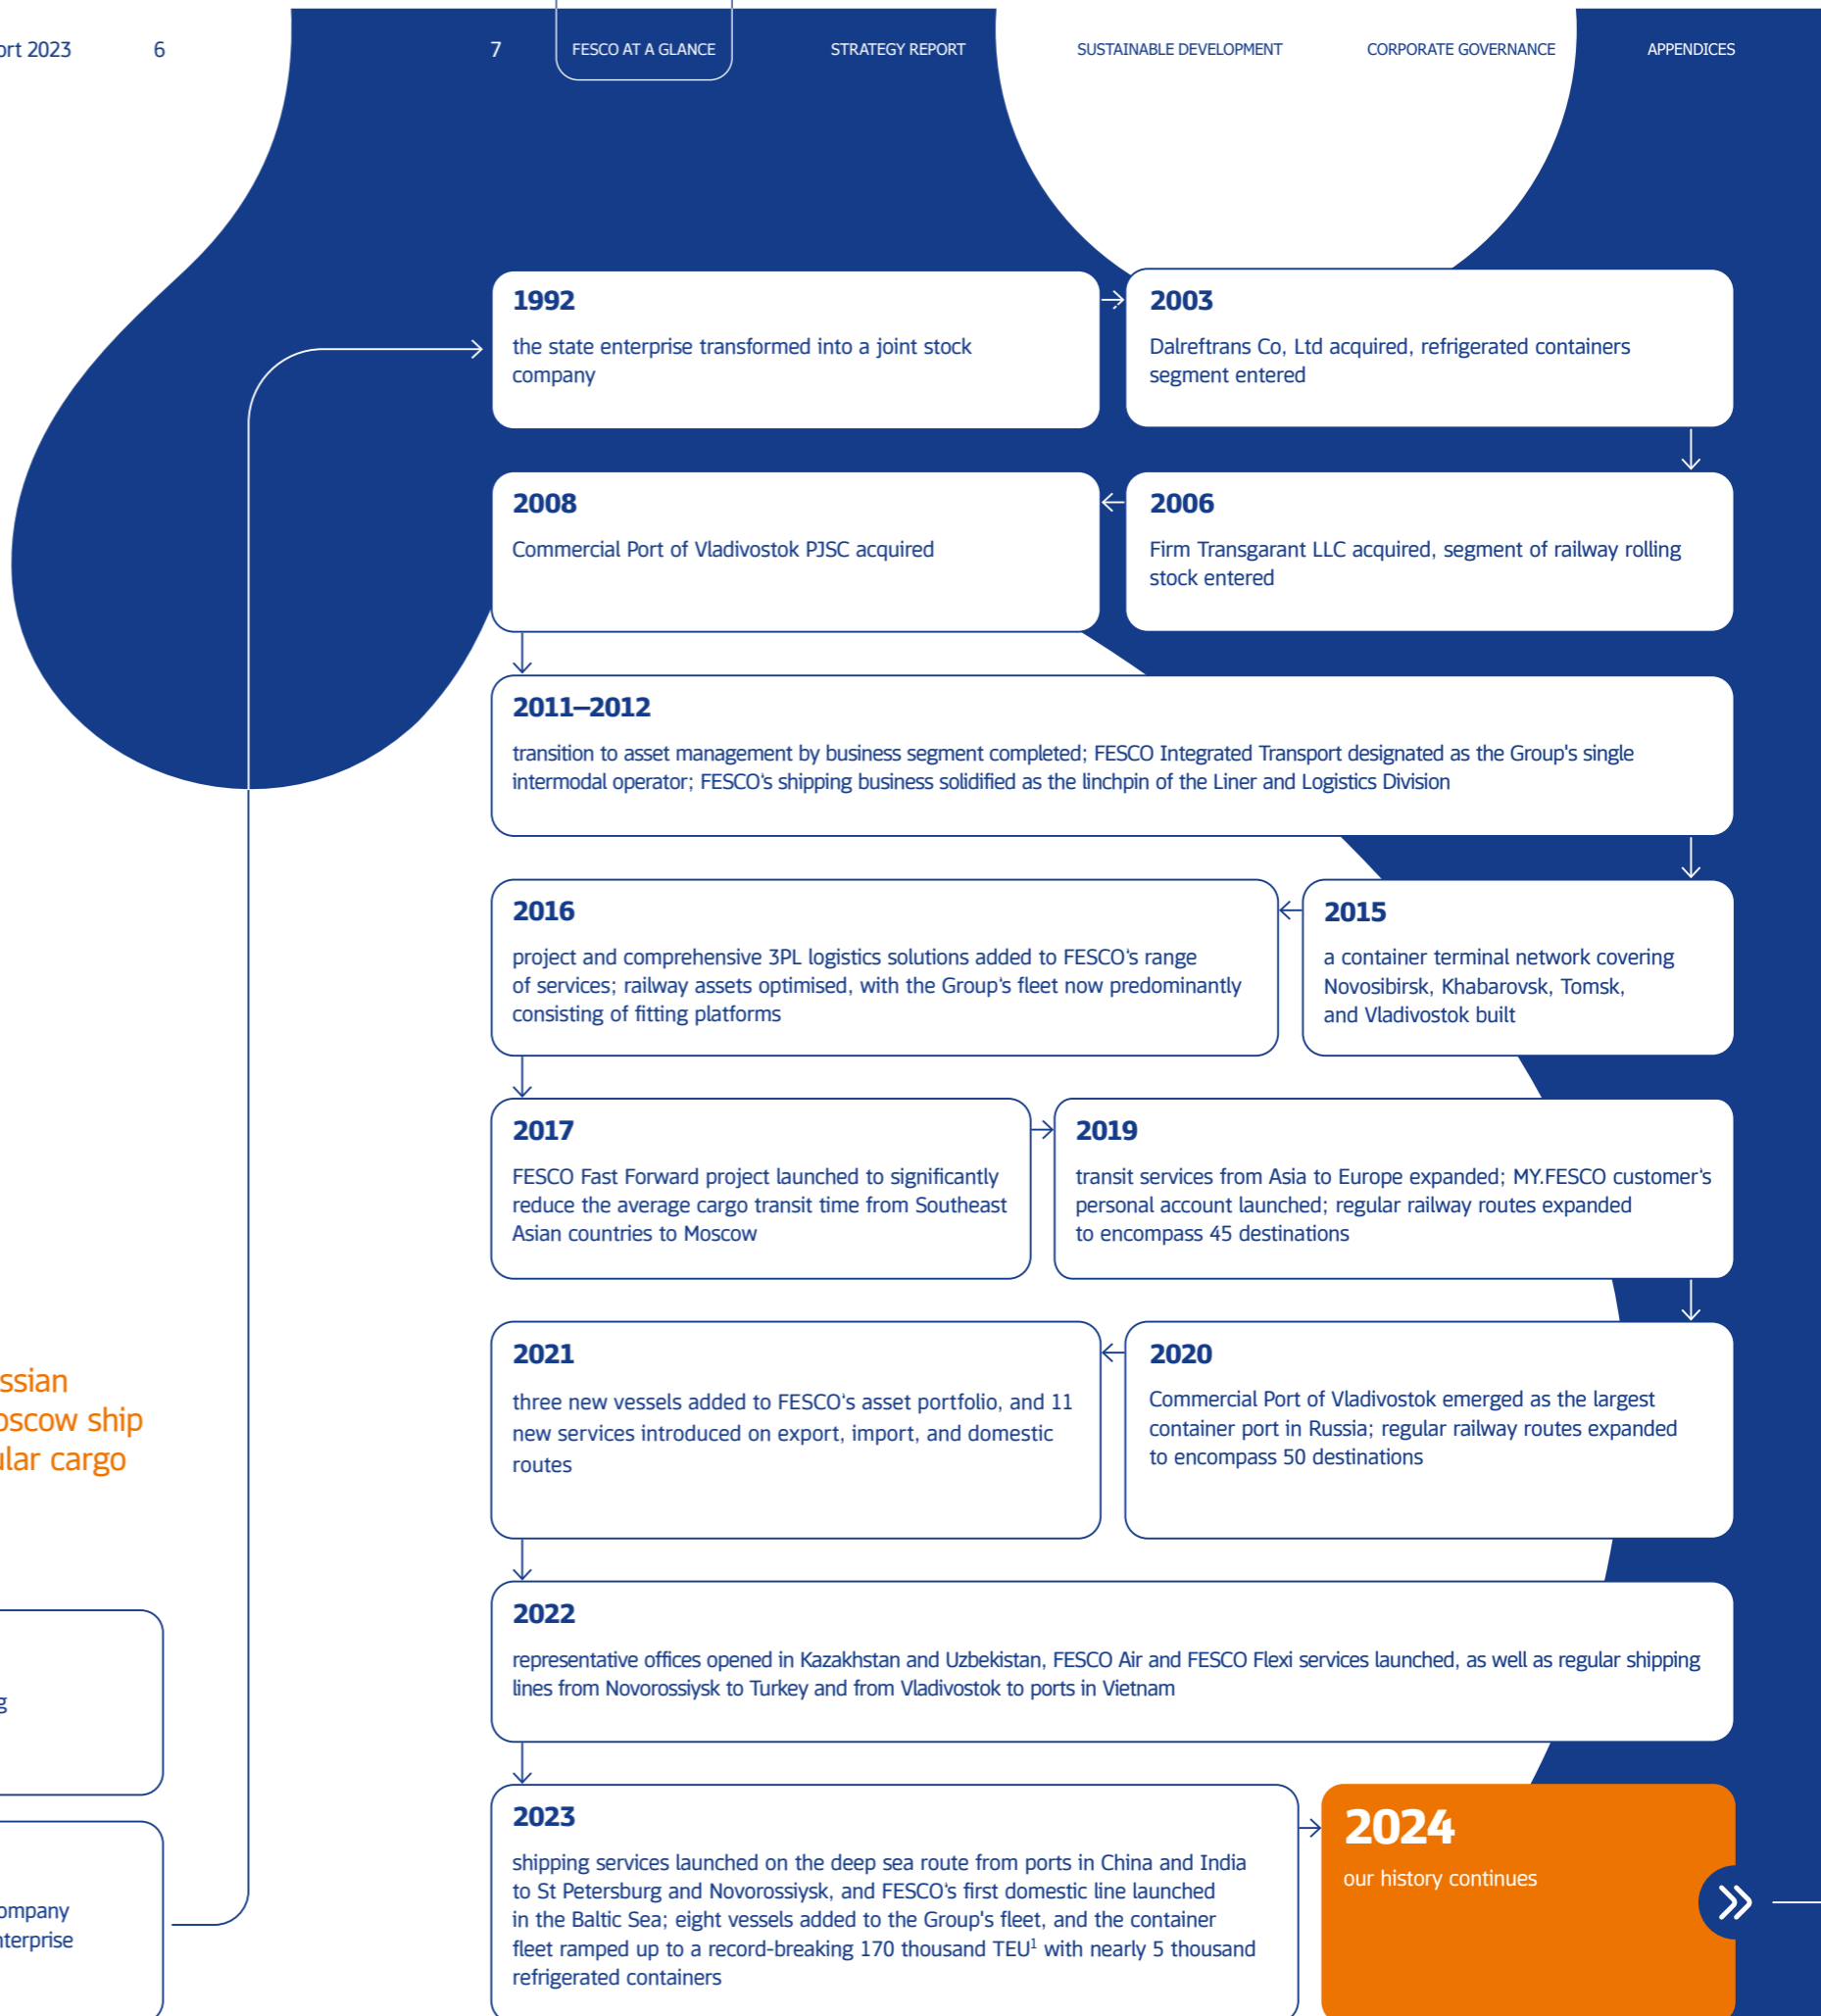 ort 2023 6
7 FESCO AT A GLANCE STRATEGY REPORT SUSTAINABLE DEVELOPMENT CORPORATE GOVERNANCE APPENDICES
ssian
oscow ship
ular cargo
g
ompany
nterprise
1992
the state enterprise transformed into a joint stock
company
2003
Dalreftrans Co, Ltd acquired, refrigerated containers
segment entered
2006
Firm Transgarant LLC acquired, segment of railway rolling
stock entered
2008
Commercial Port of Vladivostok PJSC acquired
2011—2012
transition to asset management by business segment completed; FESCO Integrated Transport designated as the Group's single
intermodal operator; FESCO's shipping business solidified as the linchpin of the Liner and Logistics Division
2015
a container terminal network covering
Novosibirsk, Khabarovsk, Tomsk,
and Vladivostok built
2016
project and comprehensive 3PL logistics solutions added to FESCO's range
of services; railway assets optimised, with the Group's fleet now predominantly
consisting of fitting platforms
2017
FESCO Fast Forward project launched to significantly
reduce the average cargo transit time from Southeast
Asian countries to Moscow
2019
transit services from Asia to Europe expanded; MY.FESCO customer's
personal account launched; regular railway routes expanded
to encompass 45 destinations
2020
Commercial Port of Vladivostok emerged as the largest
container port in Russia; regular railway routes expanded
to encompass 50 destinations
2021
three new vessels added to FESCO's asset portfolio, and 11
new services introduced on export, import, and domestic
routes
2022
representative offices opened in Kazakhstan and Uzbekistan, FESCO Air and FESCO Flexi services launched, as well as regular shipping
lines from Novorossiysk to Turkey and from Vladivostok to ports in Vietnam
2023
shipping services launched on the deep sea route from ports in China and India
to St Petersburg and Novorossiysk, and FESCO's first domestic line launched
in the Baltic Sea; eight vessels added to the Group's fleet, and the container
fleet ramped up to a record-breaking 170 thousand TEU¹ with nearly 5 thousand
refrigerated containers
2024
our history continues